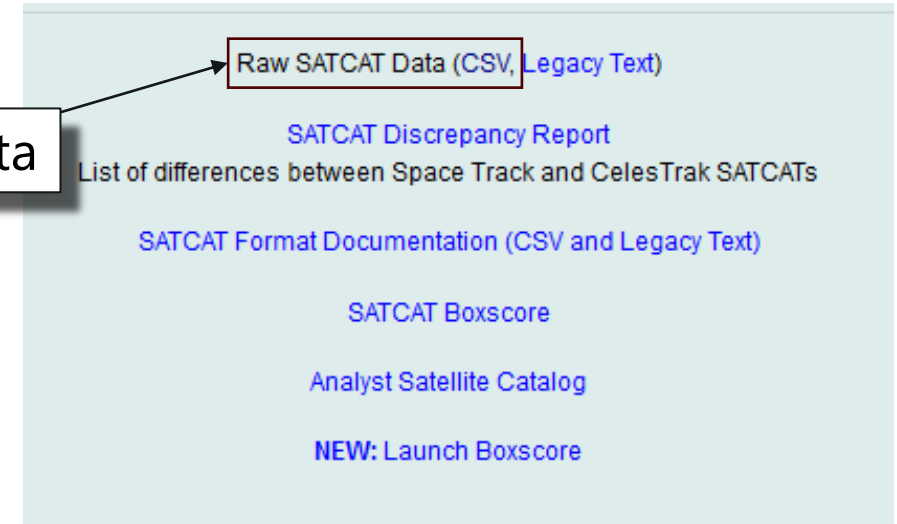 Raw SATCAT Data (CSV, Legacy Text)
SATCAT Discrepancy Report
ta
List of differences between Space Track and CelesTrak SATCATs
SATCAT Format Documentation (CSV and Legacy Text)
SATCAT Boxscore
Analyst Satellite Catalog
NEW: Launch Boxscore